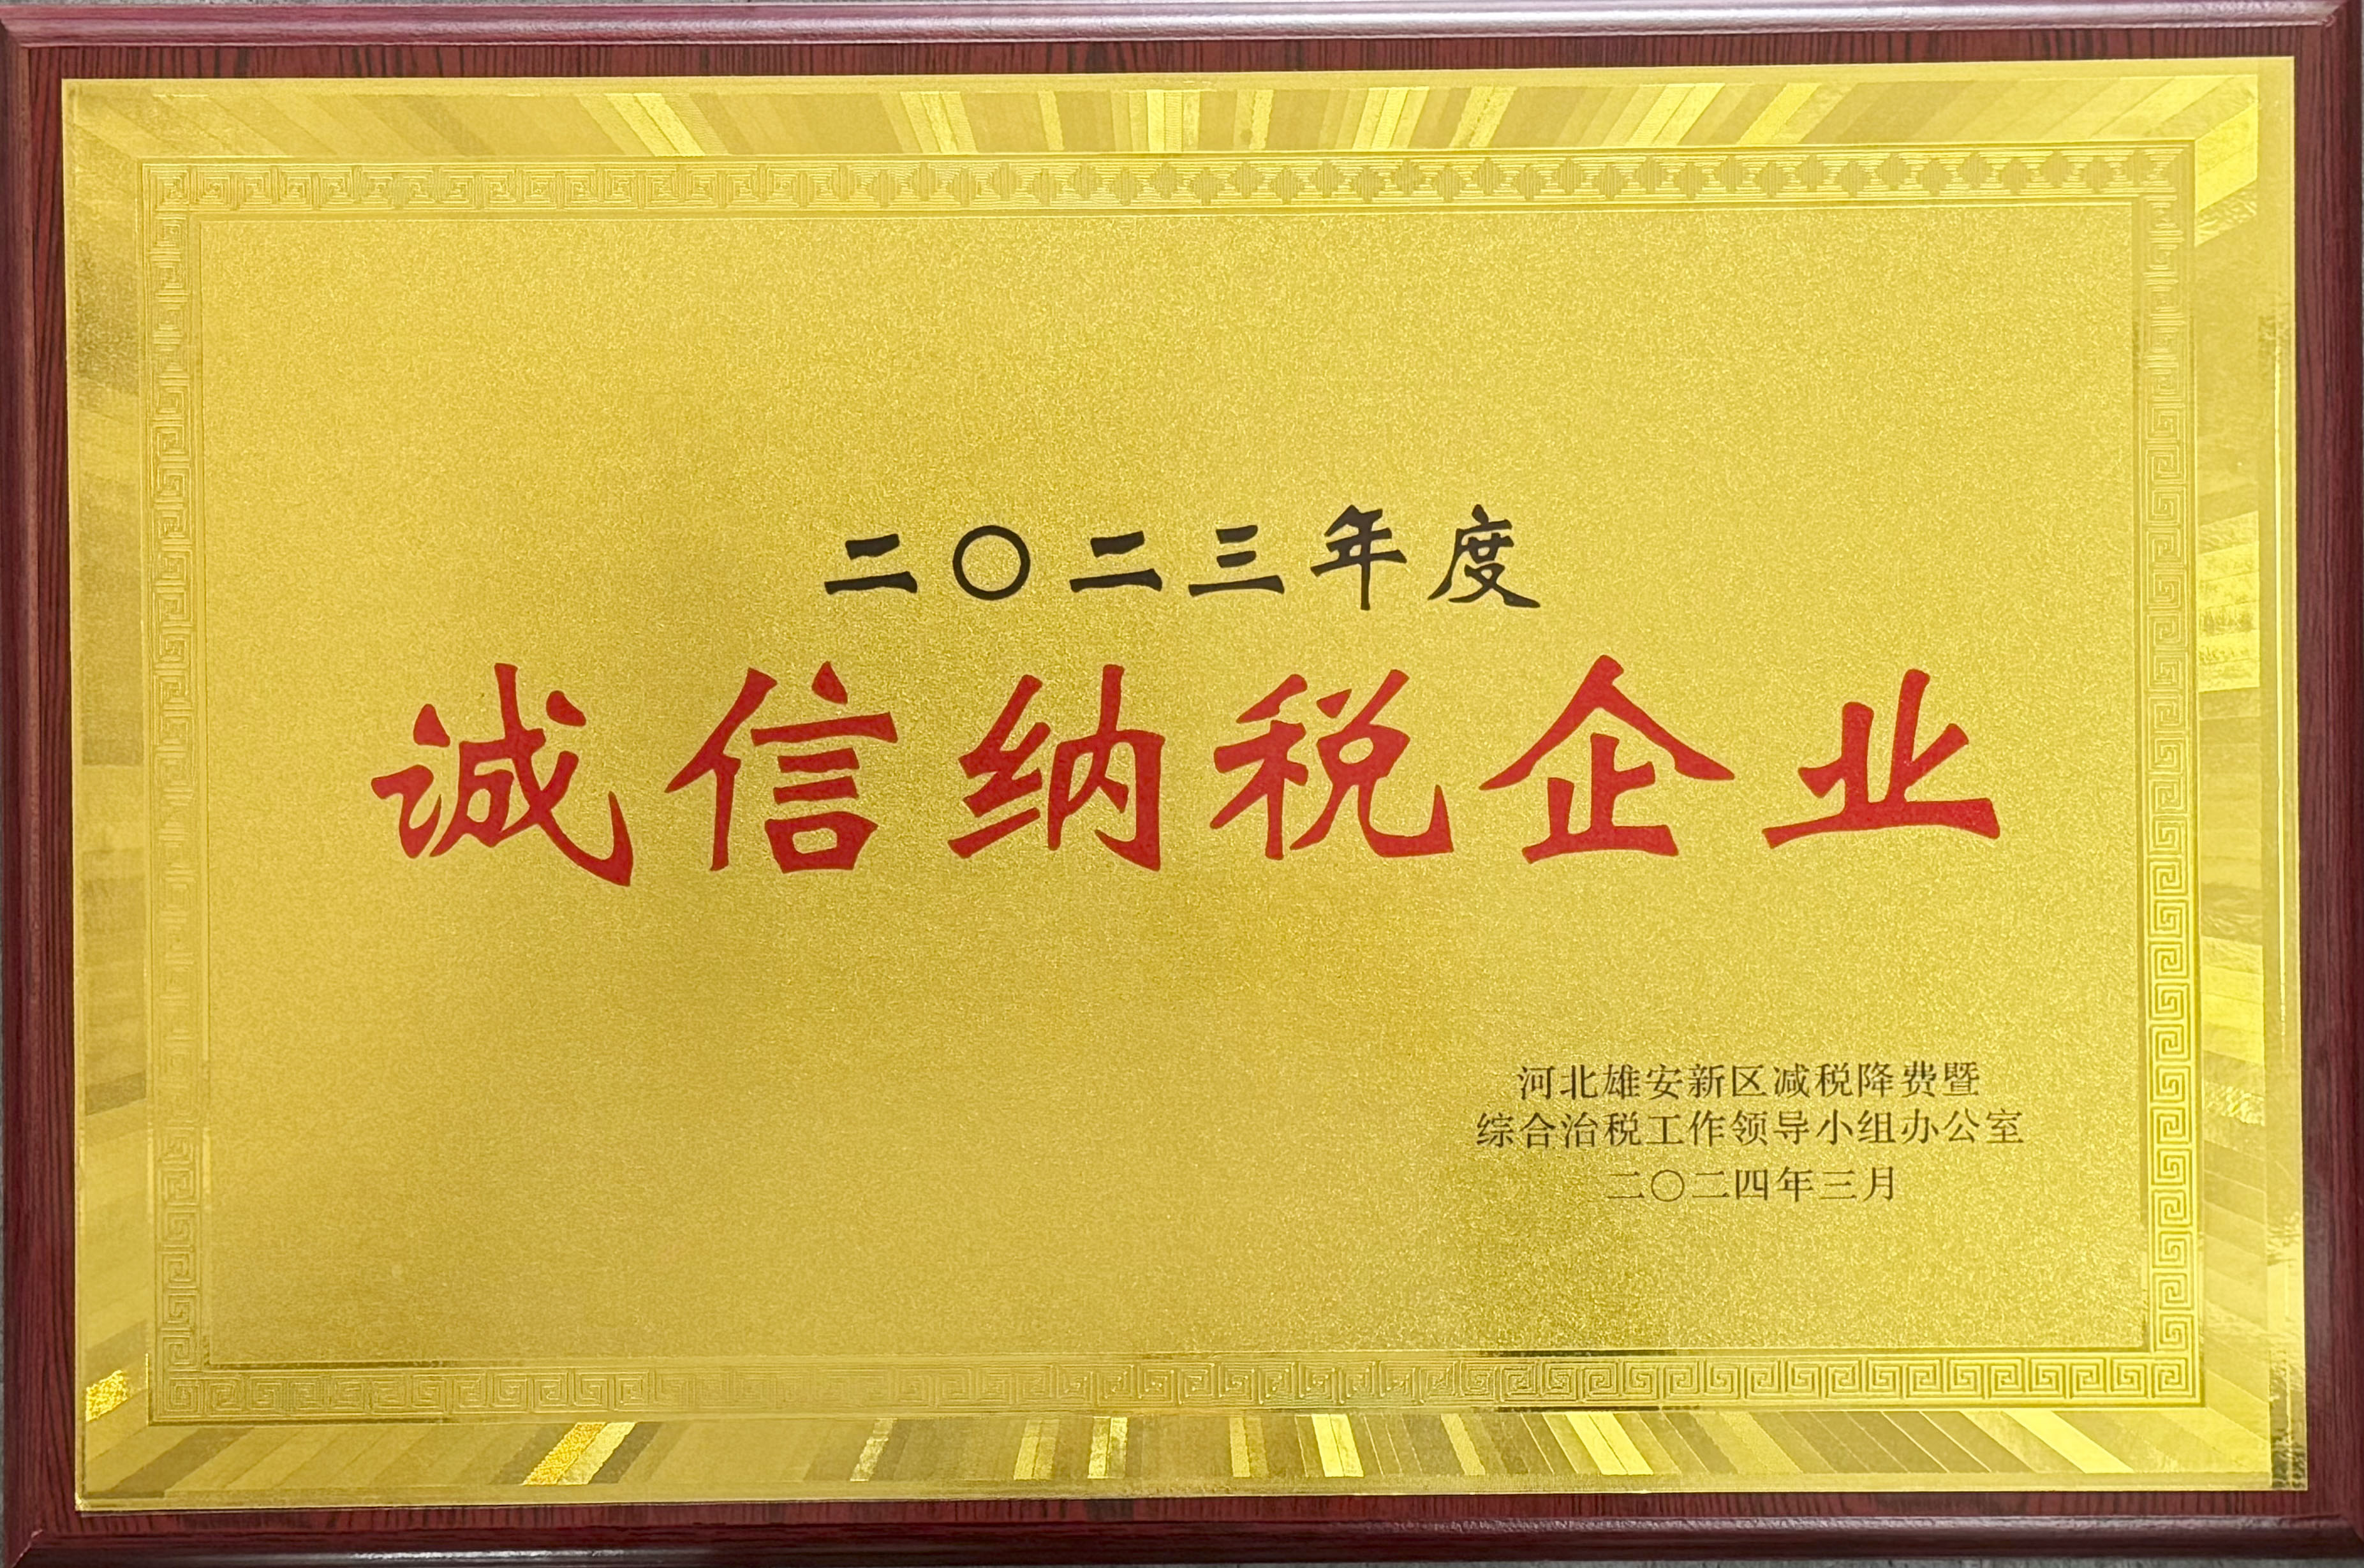 二〇二三年度
诚信纳税企业
河北雄安新区减税降费暨
综合治税工作领导小组办公室
二〇二四年三月